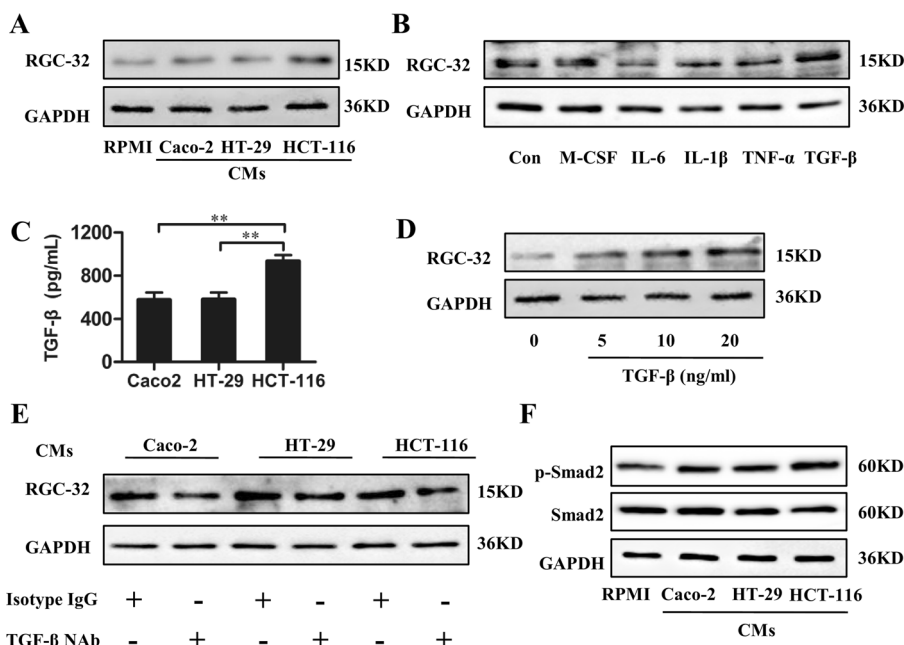 A
RGC-32
15KD
GAPDH
36KD
RPMI Caco-2 HT-29 HCT-116
CMs
B
RGC-32
15KD
GAPDH
36KD
Con M-CSF IL-6 IL-1β TNF-α TGF-β
C
TGF-β (pg/mL)
1200
800
400
0
**
**
Caco2 HT-29 HCT-116
D
RGC-32
15KD
GAPDH
36KD
0 5 10 20
TGF-β (ng/ml)
E
CMs Caco-2 HT-29 HCT-116
RGC-32
15KD
GAPDH
36KD
Isotype IgG + - + - + -
TGF-β NAb - + - + - +
F
p-Smad2
60KD
Smad2
60KD
GAPDH
36KD
RPMI Caco-2 HT-29 HCT-116
CMs